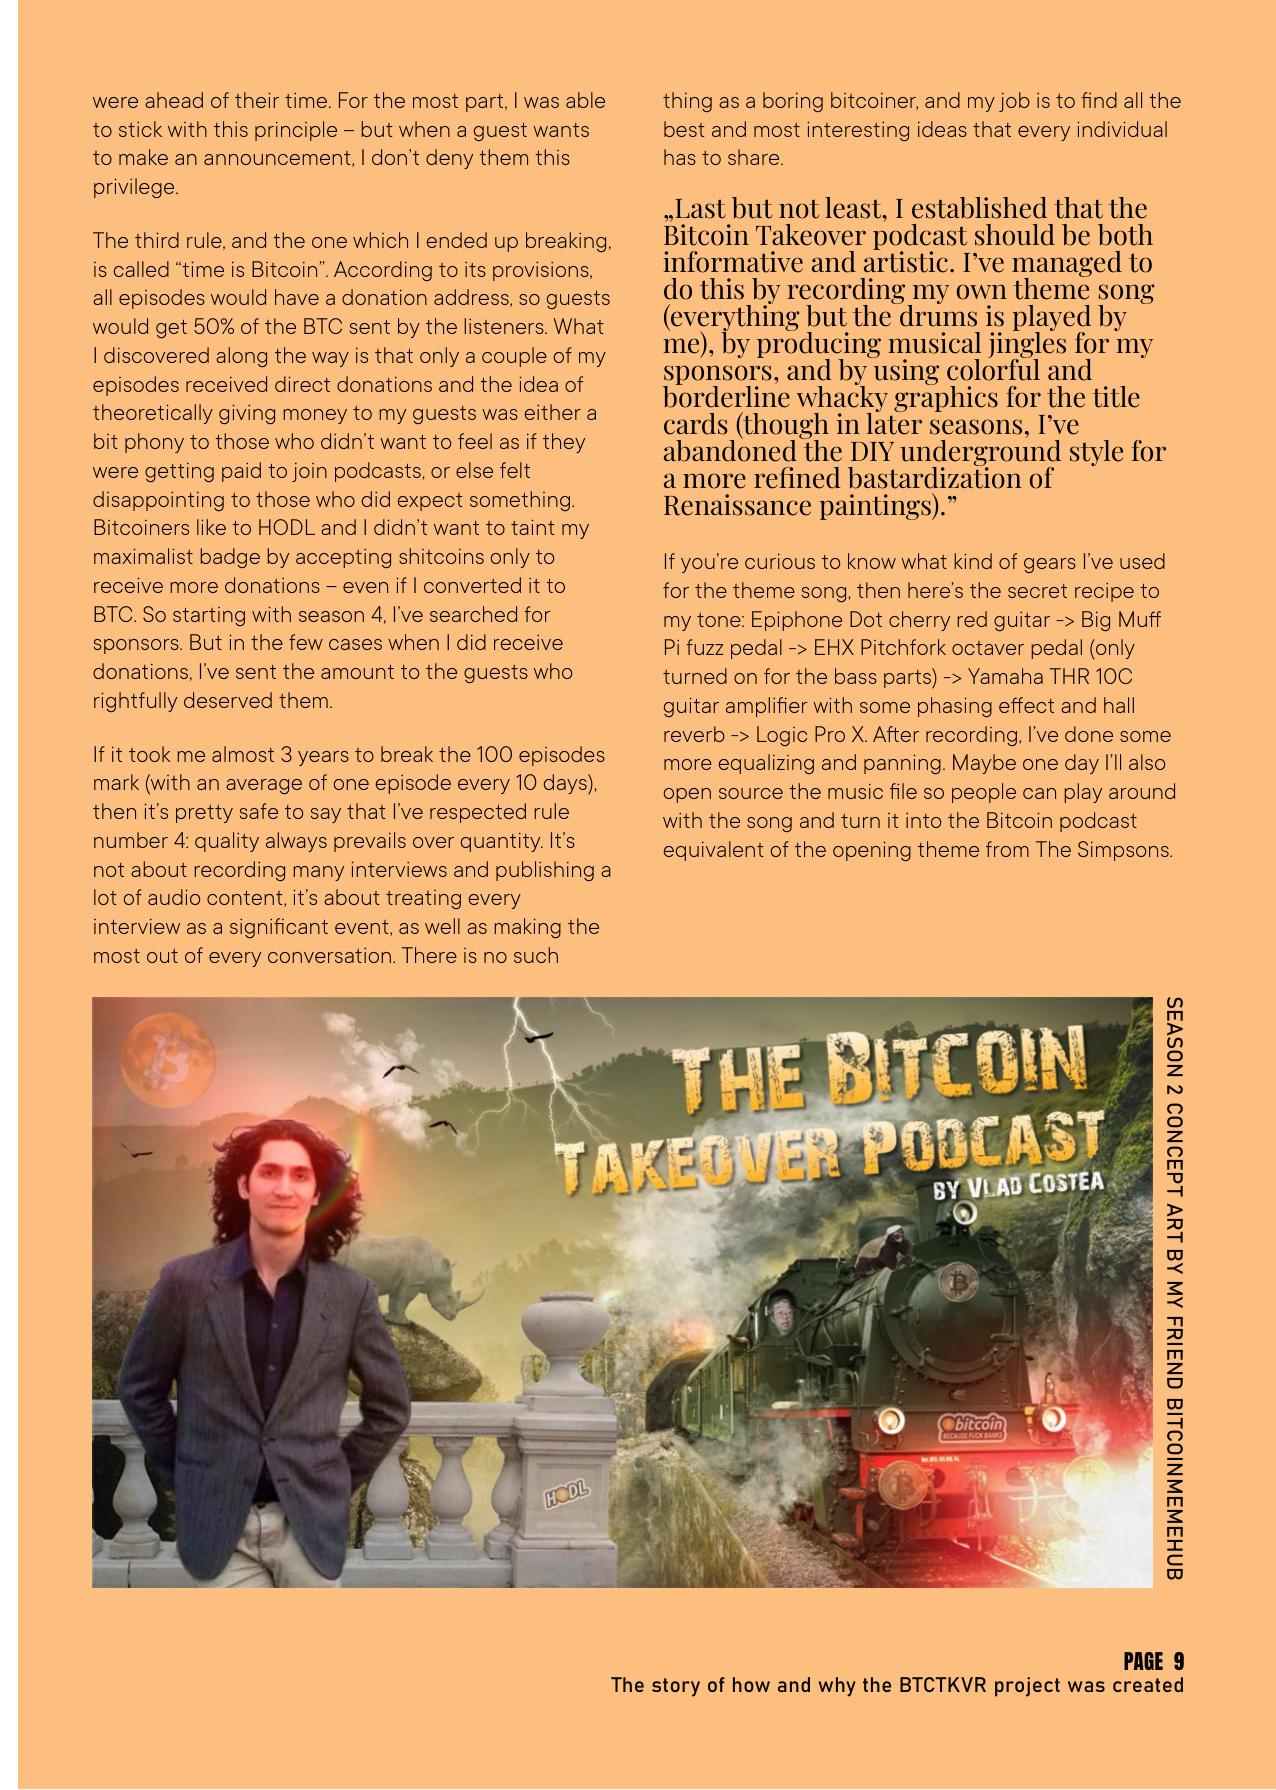 were ahead of their time. For the most part, I was able
to stick with this principle – but when a guest wants
to make an announcement, I don't deny them this
privilege.
The third rule, and the one which I ended up breaking,
is called “time is Bitcoin”. According to its provisions,
all episodes would have a donation address, so guests
would get 50% of the BTC sent by the listeners. What
I discovered along the way is that only a couple of my
episodes received direct donations and the idea of
theoretically giving money to my guests was either a
bit phony to those who didn't want to feel as if they
were getting paid to join podcasts, or else felt
disappointing to those who did expect something.
Bitcoiners like to HODL and I didn't want to taint my
maximalist badge by accepting shitcoins only to
receive more donations – even if I converted it to
BTC. So starting with season 4, I've searched for
sponsors. But in the few cases when I did receive
donations, I've sent the amount to the guests who
rightfully deserved them.
If it took me almost 3 years to break the 100 episodes
mark (with an average of one episode every 10 days),
then it's pretty safe to say that I've respected rule
number 4: quality always prevails over quantity. It's
not about recording many interviews and publishing a
lot of audio content, it's about treating every
interview as a significant event, as well as making the
most out of every conversation. There is no such
thing as a boring bitcoiner, and my job is to find all the
best and most interesting ideas that every individual
has to share.
„Last but not least, I established that the
Bitcoin Takeover podcast should be both
informative and artistic. I’ve managed to
do this by recording my own theme song
(everything but the drums is played by
me), by producing musical jingles for my
sponsors, and by using colorful and
borderline whacky graphics for the title
cards (though in later seasons, I’ve
abandoned the DIY underground style for
a more refined bastardization of
Renaissance paintings).”
If you're curious to know what kind of gears I've used
for the theme song, then here's the secret recipe to
my tone: Epiphone Dot cherry red guitar -> Big Muff
Pi fuzz pedal -> EHX Pitchfork octaver pedal (only
turned on for the bass parts) -> Yamaha THR 10C
guitar amplifier with some phasing effect and hall
reverb -> Logic Pro X. After recording, I've done some
more equalizing and panning. Maybe one day I'll also
open source the music file so people can play around
with the song and turn it into the Bitcoin podcast
equivalent of the opening theme from The Simpsons.
THE BITCOIN
TAKEOVER PODCAST
BY VLAD COSTEA
bitcoin
BECAUSE FUCK BANKS
HODL
SEASON 2 CONCEPT ART BY MY FRIEND BITCOINMEMEHUB
PAGE 9
The story of how and why the BTCTKVR project was created